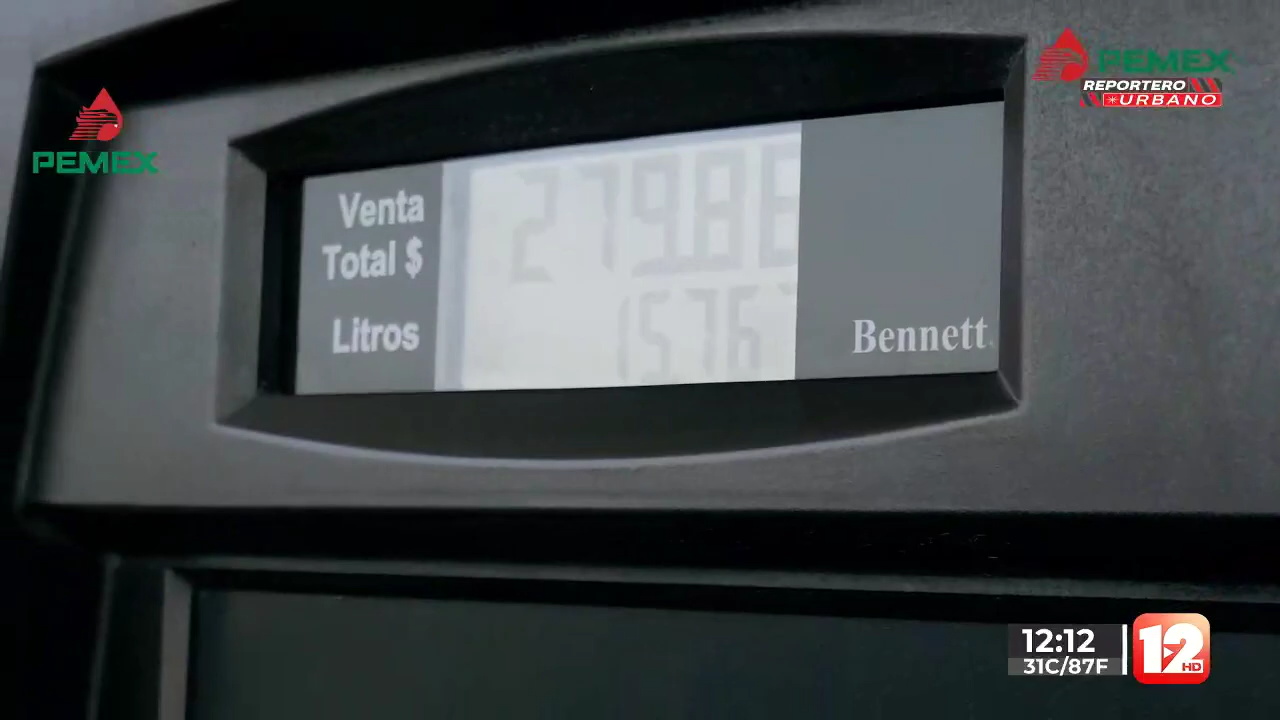 PEMEX
REPORTERO
URBANO
PEMEX
Venta
Total $
Litros
Bennett
12:12
31C/87F
12
HD